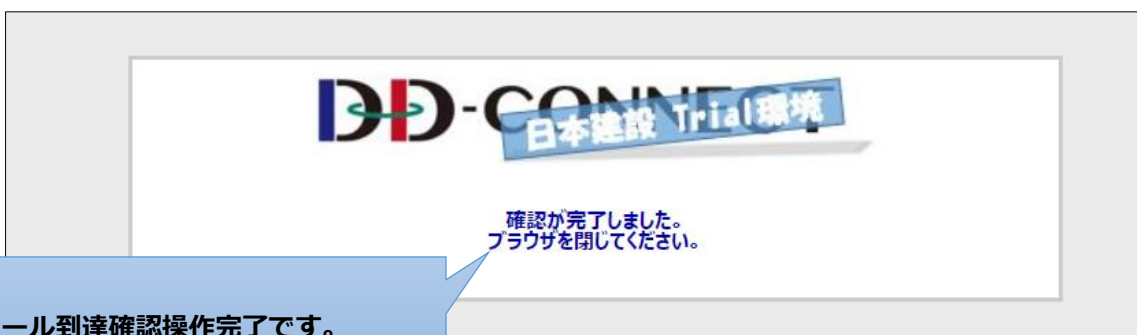 DD-CONNECT
日本建設 Trial環境
確認が完了しました。
ブラウザを閉じてください。
ール到達確認操作完了です。